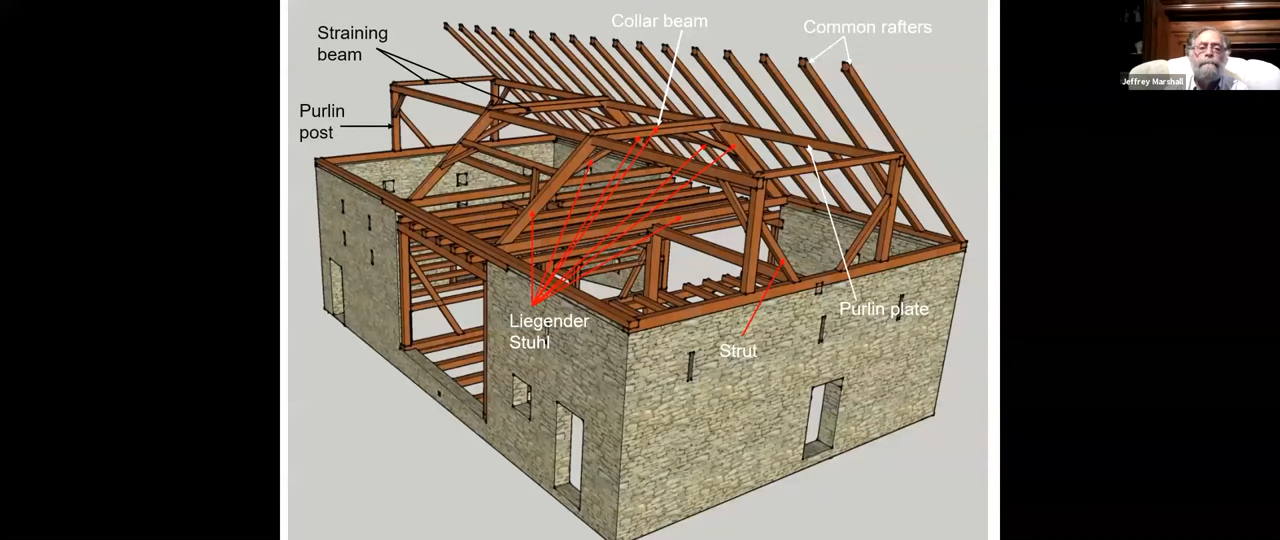 Collar beam
Common rafters
Straining
beam
Jeffrey Marshall
Purlin
post
Purlin plate
Liegender
Stuhl
Strut